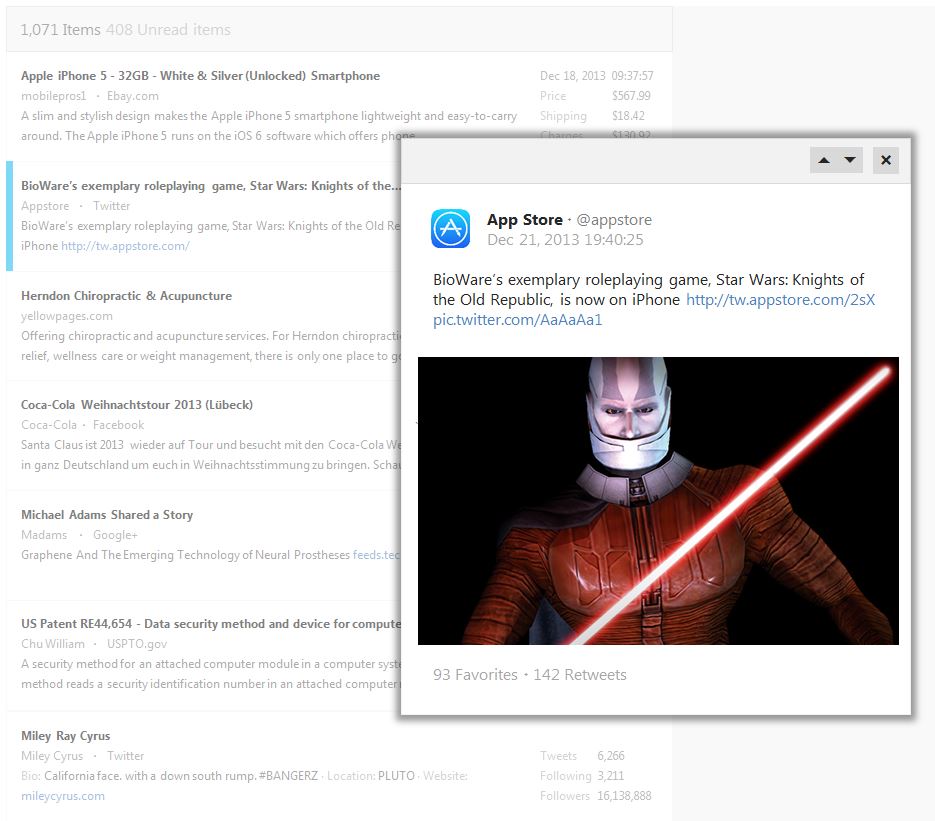 1,071 Items 408 Unread items
Apple iPhone 5 - 32GB - White & Silver (Unlocked) Smartphone
Dec 18, 2013 09:37:57
mobilepros1 · Ebay.com
Price $567.99
A slim and stylish design makes the Apple iPhone 5 smartphone lightweight and easy-to-carry
Shipping $18.42
around. The Apple iPhone 5 runs on the iOS 6 software which offers phone
Charges $130.92
BioWare's exemplary roleplaying game, Star Wars: Knights of the...
Appstore · Twitter
BioWare's exemplary roleplaying game, Star Wars: Knights of the Old Re
iPhone http://tw.appstore.com/
Herndon Chiropractic & Acupuncture
yellowpages.com
Offering chiropractic and acupuncture services. For Herndon chiropracti
relief, wellness care or weight management, there is only one place to go
Coca-Cola Weihnachtstour 2013 (Lübeck)
Coca-Cola · Facebook
Santa Claus ist 2013 wieder auf Tour und besucht mit den Coca-Cola We
in ganz Deutschland um euch in Weihnachtsstimmung zu bringen. Schau
Michael Adams Shared a Story
Madams · Google+
Graphene And The Emerging Technology of Neural Prostheses feeds.tec
US Patent RE44,654 - Data security method and device for compute
Chu William · USPTO.gov
A security method for an attached computer module in a computer syste
method reads a security identification number in an attached computer
Miley Ray Cyrus
Miley Cyrus · Twitter
Tweets 6,266
Bio: California face. with a down south rump. #BANGERZ · Location: PLUTO · Website:
Following 3,211
mileycyrus.com
Followers 16,138,888
App Store · @appstore
Dec 21, 2013 19:40:25
BioWare's exemplary roleplaying game, Star Wars: Knights of
the Old Republic, is now on iPhone http://tw.appstore.com/2sX
pic.twitter.com/AaAaAa1
93 Favorites · 142 Retweets